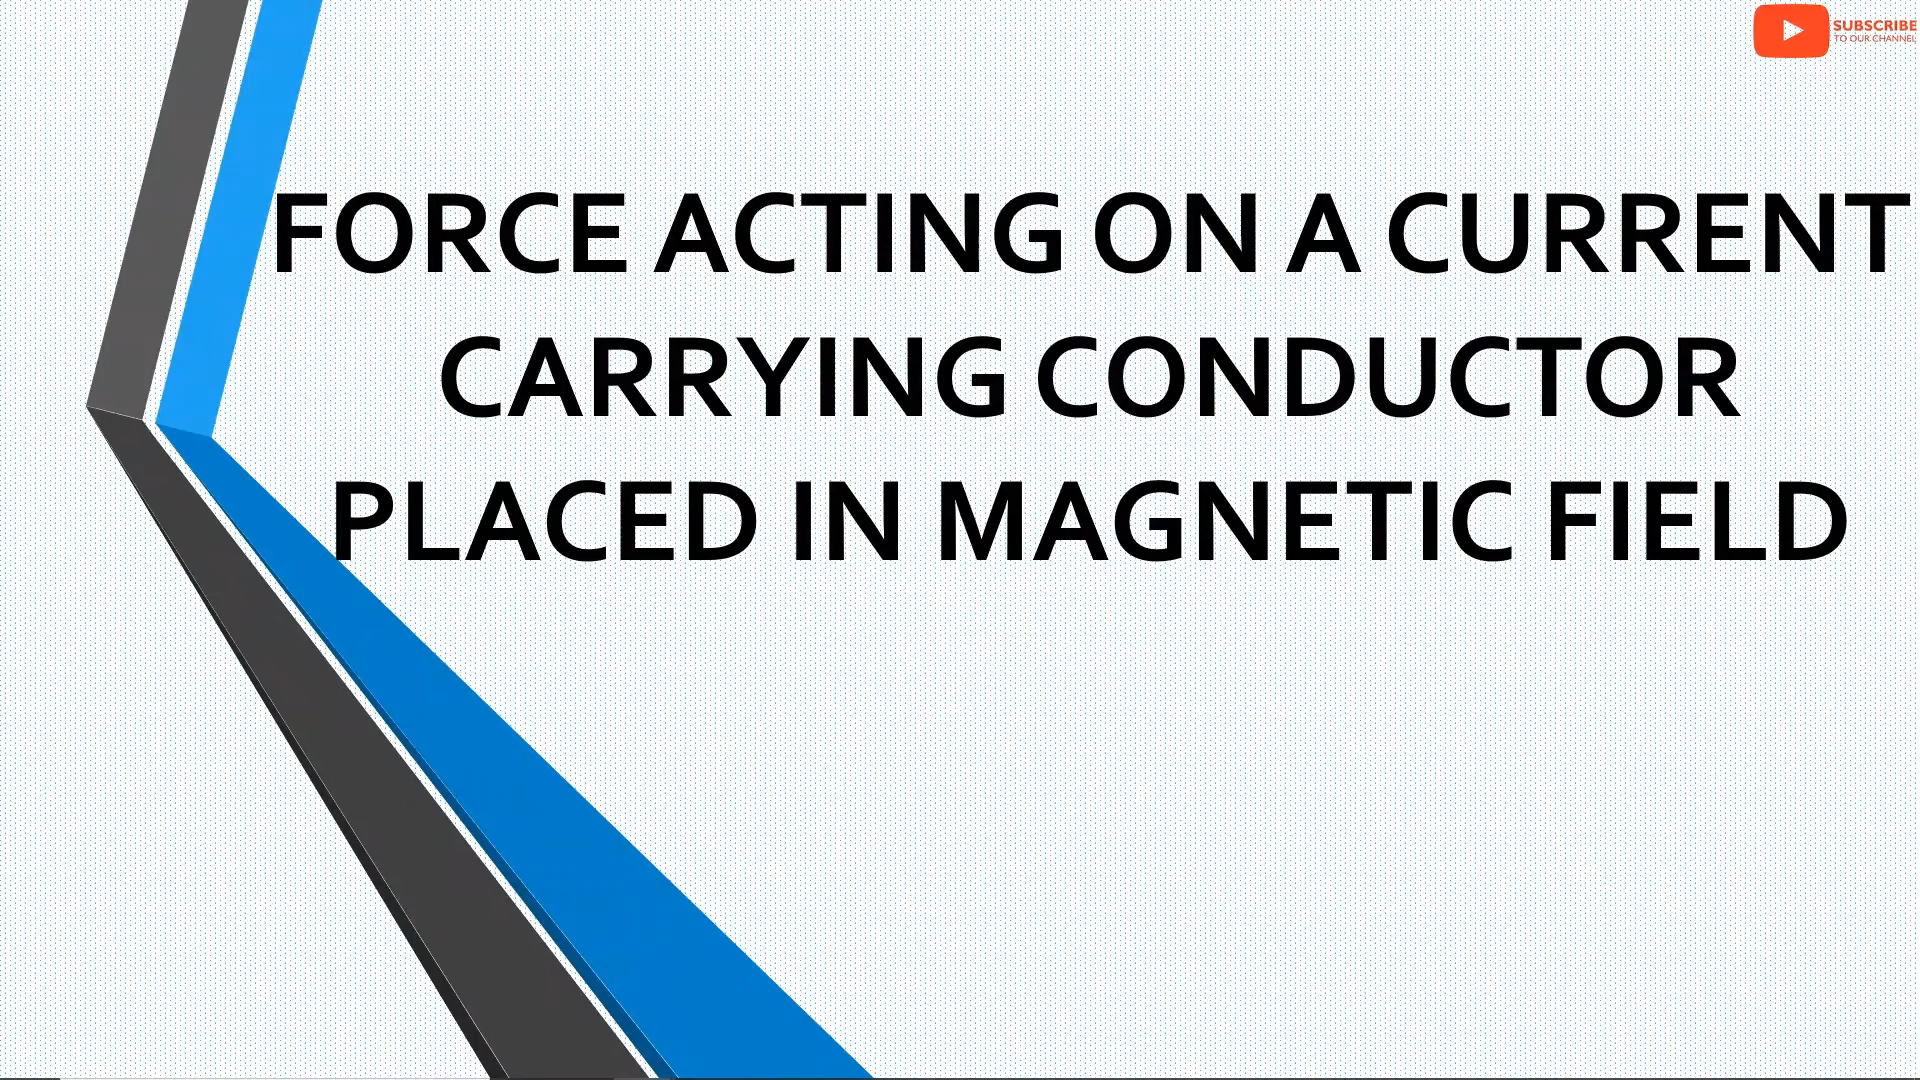 SUBSCRIBE
TO OUR CHANNEL
FORCE ACTING ON A CURRENT
CARRYING CONDUCTOR
PLACED IN MAGNETIC FIELD